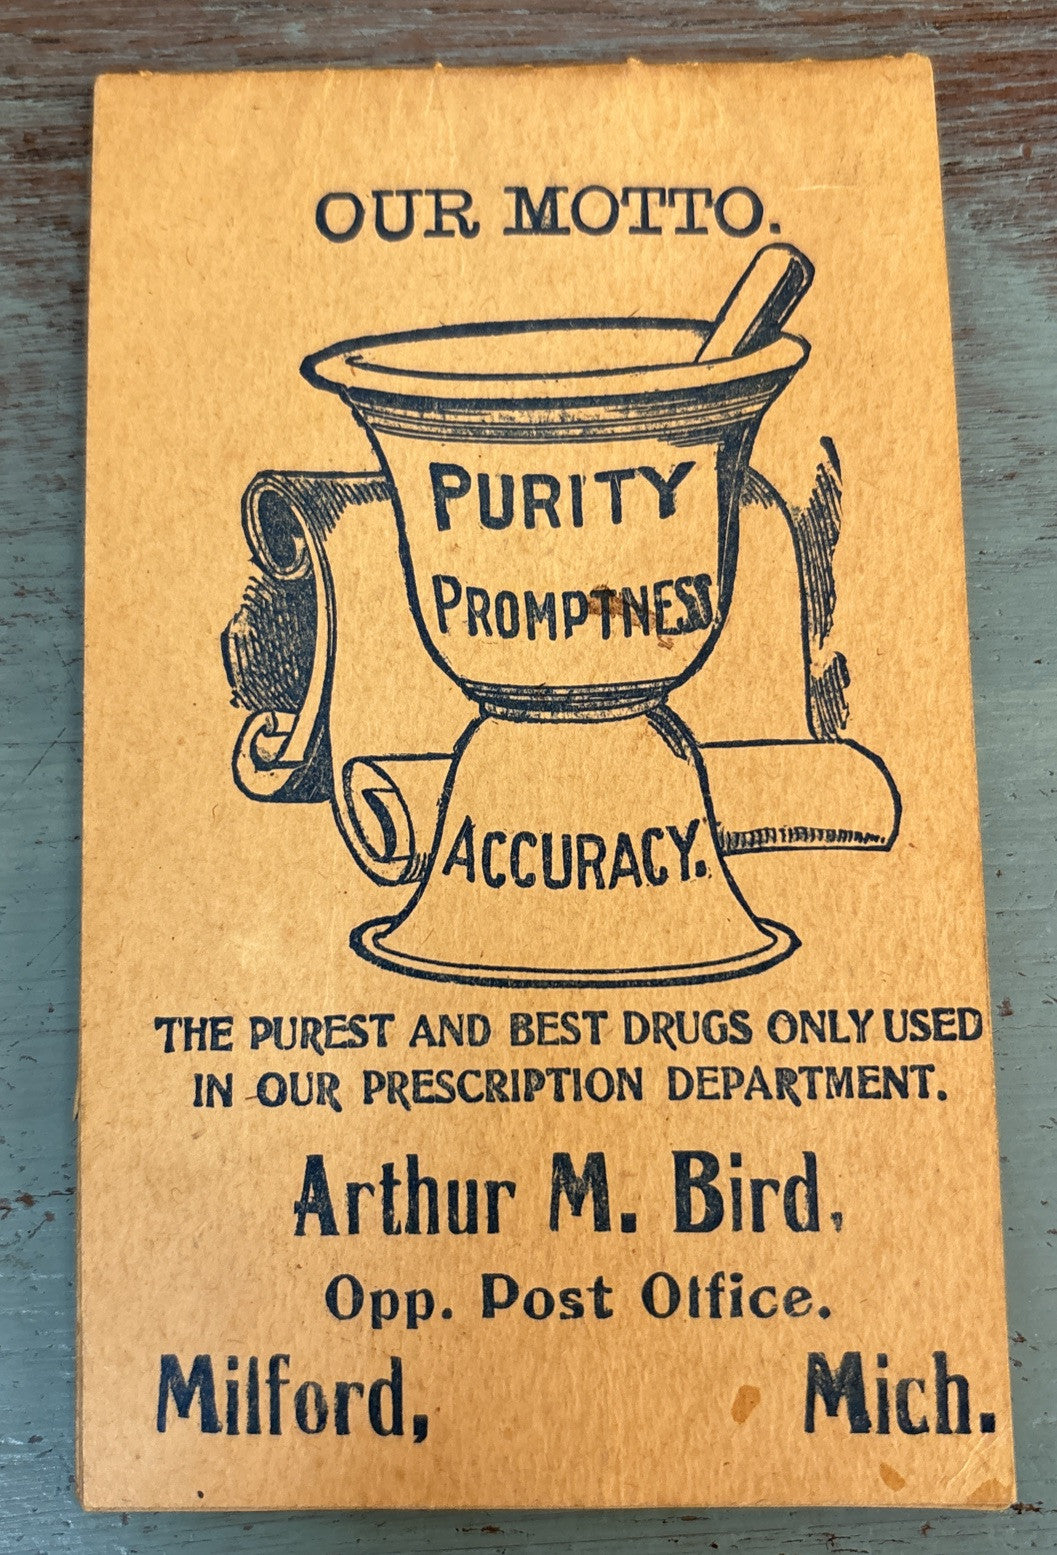 OUR MOTTO.
PURITY
PROMPTNESS
ACCURACY.
THE PUREST AND BEST DRUGS ONLY USED
IN OUR PRESCRIPTION DEPARTMENT.
Arthur M. Bird,
Opp. Post Office.
Milford, Mich.